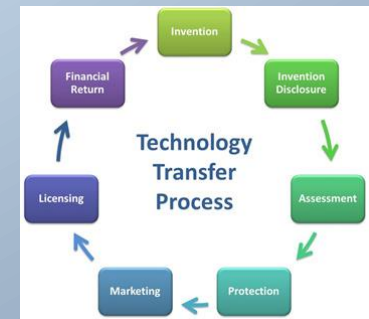 Invention
Invention
Disclosure
Assessment
Protection
Marketing
Licensing
Financial
Return
Technology
Transfer
Process